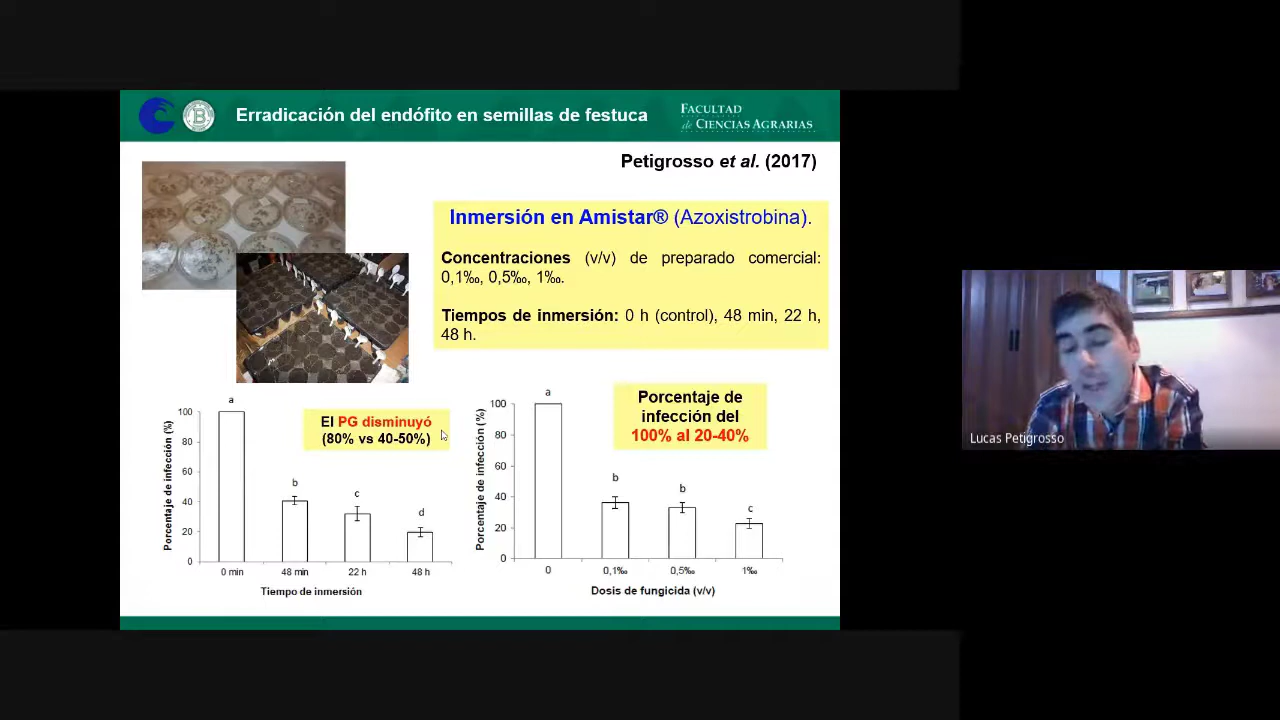 Erradicación del endófito en semillas de festuca
FACULTAD
de CIENCIAS AGRARIAS
Petigrosso et al. (2017)
Inmersión en Amistar® (Azoxistrobina).
Concentraciones (v/v) de preparado comercial:
0,1‰, 0,5‰, 1‰.
Tiempos de inmersión: 0 h (control), 48 min, 22 h,
48 h.
El PG disminuyó
(80% vs 40-50%)
Porcentaje de infección (%)
100
80
60
40
20
0
a
b
c
d
0 min
48 min
22 h
48 h
Tiempo de inmersión
Porcentaje de
infección del
100% al 20-40%
Porcentaje de infección (%)
100
80
60
40
20
0
a
b
b
c
0
0,1‰
0,5‰
1‰
Dosis de fungicida (v/v)
Lucas Petigrosso